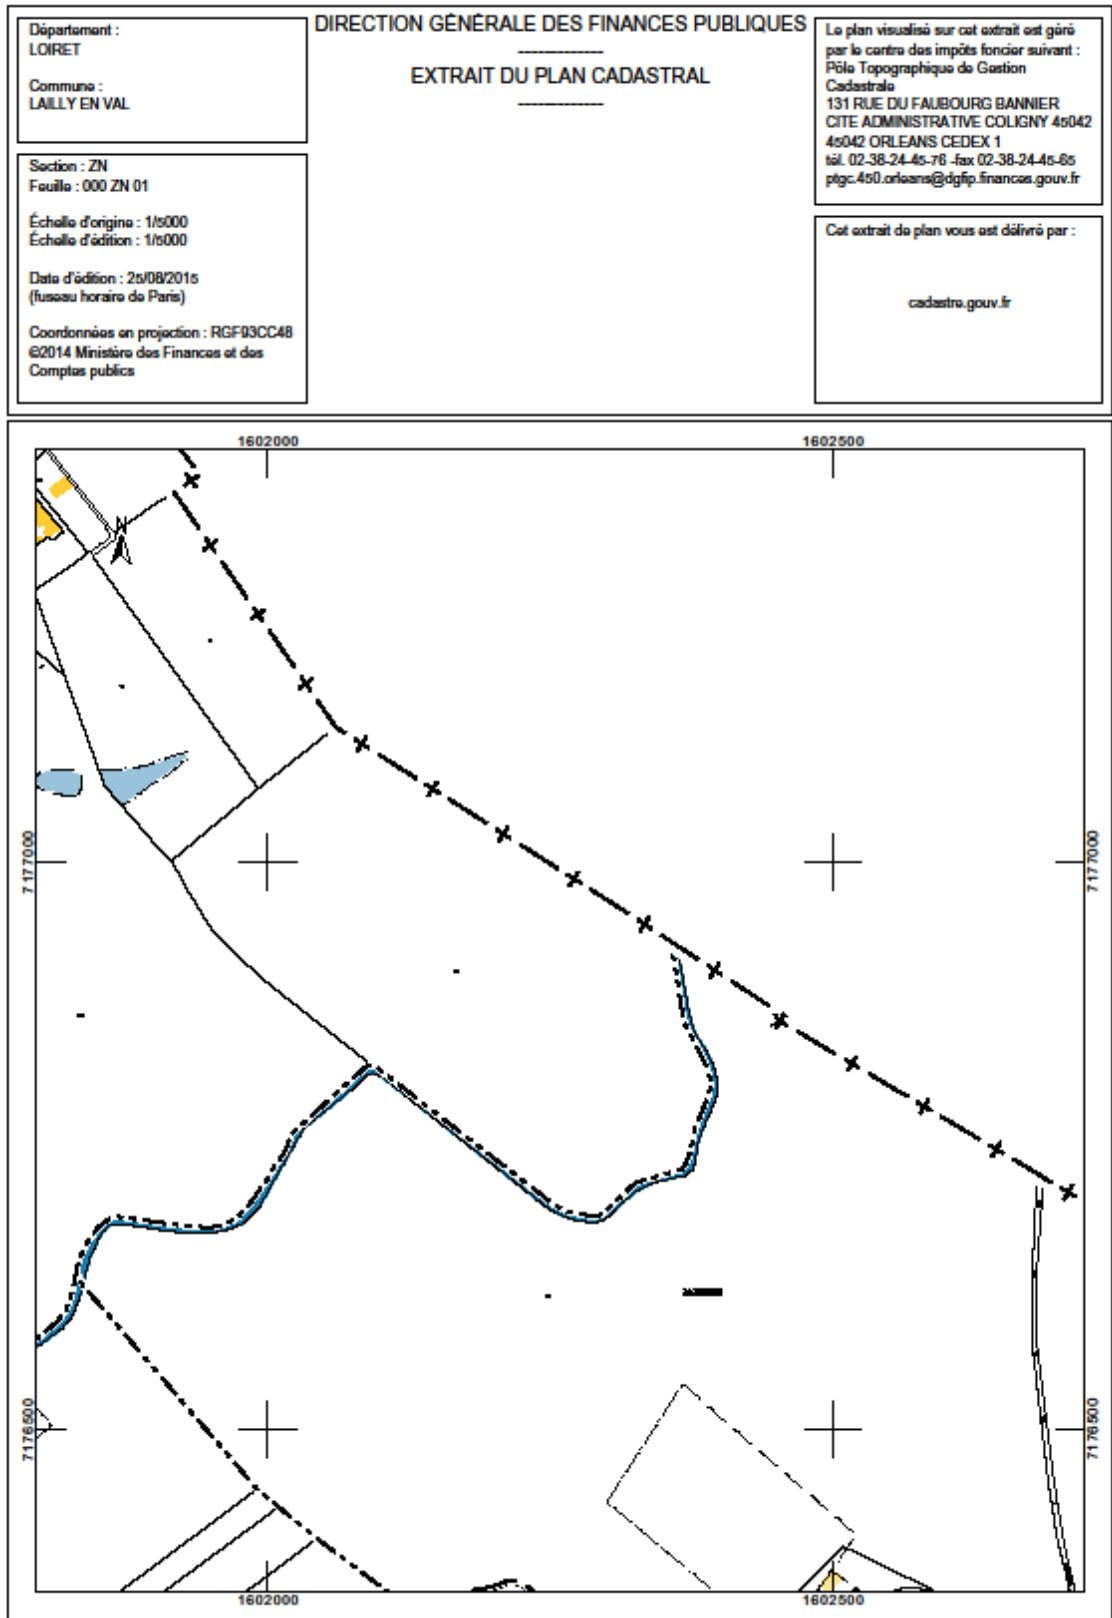 Département :
LOIRET
Commune :
LAILLY EN VAL
Section : ZN
Feuille : 000 ZN 01
Échelle d'origine : 1/5000
Échelle d'édition : 1/5000
Date d'édition : 25/08/2015
(fuseau horaire de Paris)
Coordonnées en projection : RGF93CC48
©2014 Ministère des Finances et des
Comptes publics
DIRECTION GÉNÉRALE DES FINANCES PUBLIQUES
EXTRAIT DU PLAN CADASTRAL
Le plan visualisé sur cet extrait est géré
par le centre des impôts foncier suivant :
Pôle Topographique de Gestion
Cadastrale
131 RUE DU FAUBOURG BANNIER
CITE ADMINISTRATIVE COLIGNY 45042
45042 ORLEANS CEDEX 1
tél. 02-38-24-45-76 -fax 02-38-24-45-65
ptgc.450.orleans@dgfip.finances.gouv.fr
Cet extrait de plan vous est délivré par :
cadastre.gouv.fr
1602000
1602500
N
7177000
7177000
7176500
7176500
1602000
1602500